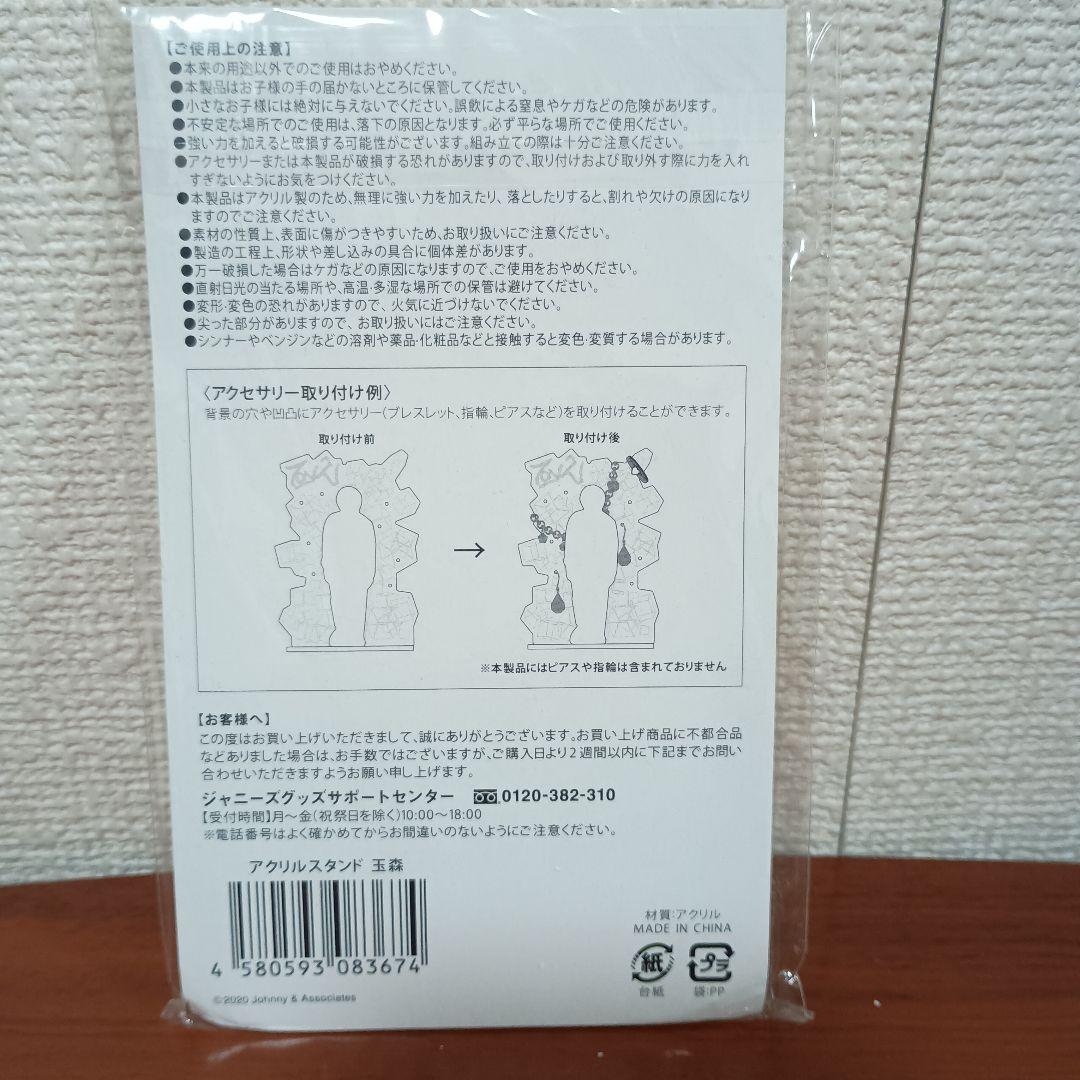 【ご使用上の注意】
●本来の用途以外でのご使用はおやめください。
●本製品はお子様の手の届かないところに保管してください。
●小さなお子様には絶対に与えないでください。誤飲による窒息やケガなどの危険があります。
●不安定な場所でのご使用は、落下の原因となります。必ず平らな場所でご使用ください。
●強い力を加えると破損する可能性がございます。組み立ての際は十分ご注意ください。
●アクセサリーまたは本製品が破損する恐れがありますので、取り付けおよび取り外す際に力を入れ
すぎないようにお気をつけください。
●本製品はアクリル製のため、無理に強い力を加えたり、落としたりすると、割れや欠けの原因になり
ますのでご注意ください。
●素材の性質上、表面に傷がつきやすいため、お取り扱いにご注意ください。
●製造の工程上、形状や差し込みの具合に個体差があります。
●万一破損した場合はケガなどの原因になりますので、ご使用をおやめください。
●直射日光の当たる場所や、高温・多湿な場所での保管は避けてください。
●変形・変色の恐れがありますので、火気に近づけないでください。
●尖った部分がありますので、お取り扱いにはご注意ください。
●シンナーやベンジンなどの溶剤や薬品・化粧品などと接触すると変色・変質する場合があります。
〈アクセサリー取り付け例〉
背景の穴や凹凸にアクセサリー(ブレスレット、指輪、ピアスなど)を取り付けることができます。
取り付け前
取り付け後
→
※本製品にはピアスや指輪は含まれておりません
【お客様へ】
この度はお買い上げいただきまして、誠にありがとうございます。お買い上げ商品に不都合品
などありました場合は、お手数ではございますが、ご購入日より2週間以内に下記までお問い
合わせいただきますようお願い申し上げます。
ジャニーズグッズサポートセンター 0120-382-310
【受付時間】月～金(祝祭日を除く)10:00～18:00
※電話番号はよく確かめてからお間違いのないようにご注意ください。
アクリルスタンド 玉森
4 580593 083674
©2020 Johnny & Associates
材質:アクリル
MADE IN CHINA
紙
プラ
台紙
袋:PP